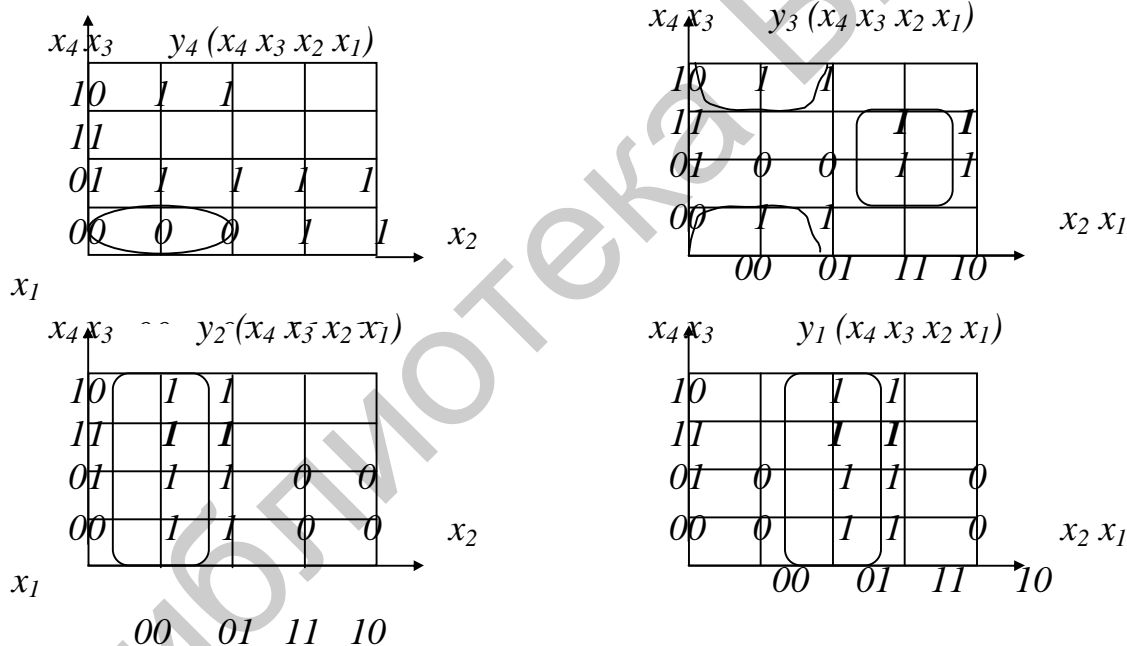 x4 x3 y4 (x4 x3 x2 x1)
10 1 1
11
01 1 1 1 1
00 0 0 1 1 x2
x1
x4 x3 y3 (x4 x3 x2 x1)
10 1 1
11 1 1
01 0 0 1 1
00 1 1 x2 x1
00 01 11 10
x4 x3 y2 (x4 x3 x2 x1)
10 1 1
11 1 1
01 1 1 0 0
00 1 1 0 0 x2
x1
00 01 11 10
x4 x3 y1 (x4 x3 x2 x1)
10 1 1
11 1 1
01 0 1 1 0
00 0 1 1 0 x2 x1
00 01 11 10
библиотека